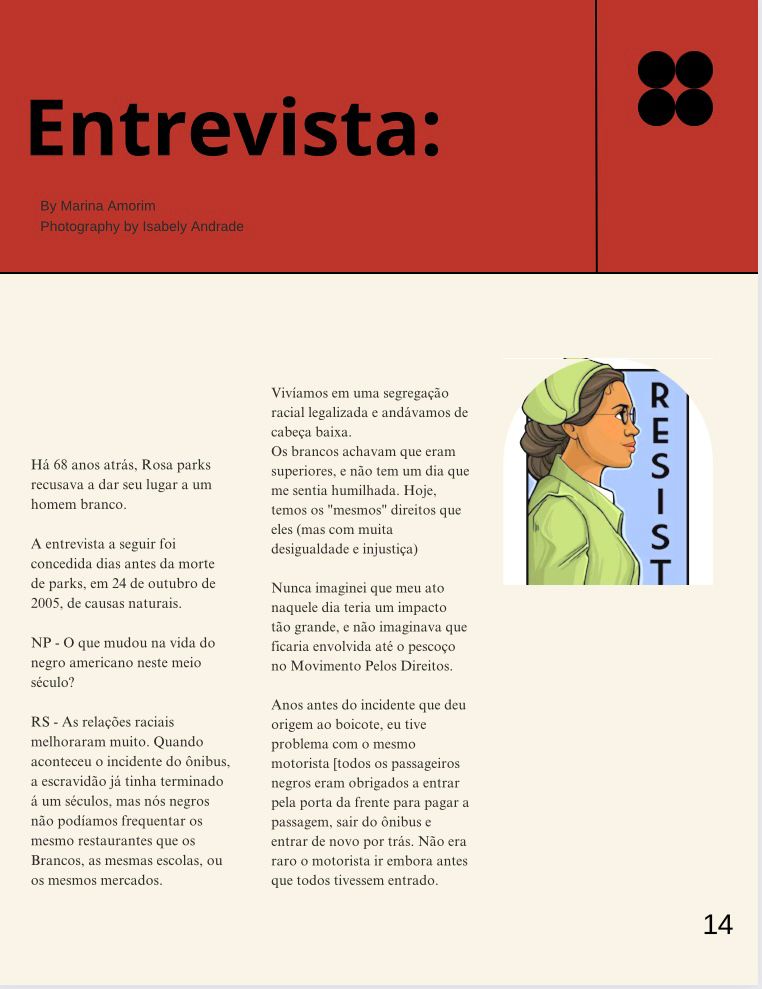 Entrevista:
By Marina Amorim
Photography by Isabely Andrade
Há 68 anos atrás, Rosa parks
recusava a dar seu lugar a um
homem branco.
A entrevista a seguir foi
concedida dias antes da morte
de parks, em 24 de outubro de
2005, de causas naturais.
NP - O que mudou na vida do
negro americano neste meio
século?
RS - As relações raciais
melhoraram muito. Quando
aconteceu o incidente do ônibus,
a escravidão já tinha terminado
á um séculos, mas nós negros
não podíamos frequentar os
mesmo restaurantes que os
Brancos, as mesmas escolas, ou
os mesmos mercados.
Vivíamos em uma segregação
racial legalizada e andávamos de
cabeça baixa.
Os brancos achavam que eram
superiores, e não tem um dia que
me sentia humilhada. Hoje,
temos os "mesmos" direitos que
eles (mas com muita
desigualdade e injustiça)
Nunca imaginei que meu ato
naquele dia teria um impacto
tão grande, e não imaginava que
ficaria envolvida até o pescoço
no Movimento Pelos Direitos.
Anos antes do incidente que deu
origem ao boicote, eu tive
problema com o mesmo
motorista [todos os passageiros
negros eram obrigados a entrar
pela porta da frente para pagar a
passagem, sair do ônibus e
entrar de novo por trás. Não era
raro o motorista ir embora antes
que todos tivessem entrado.
RESIST
14